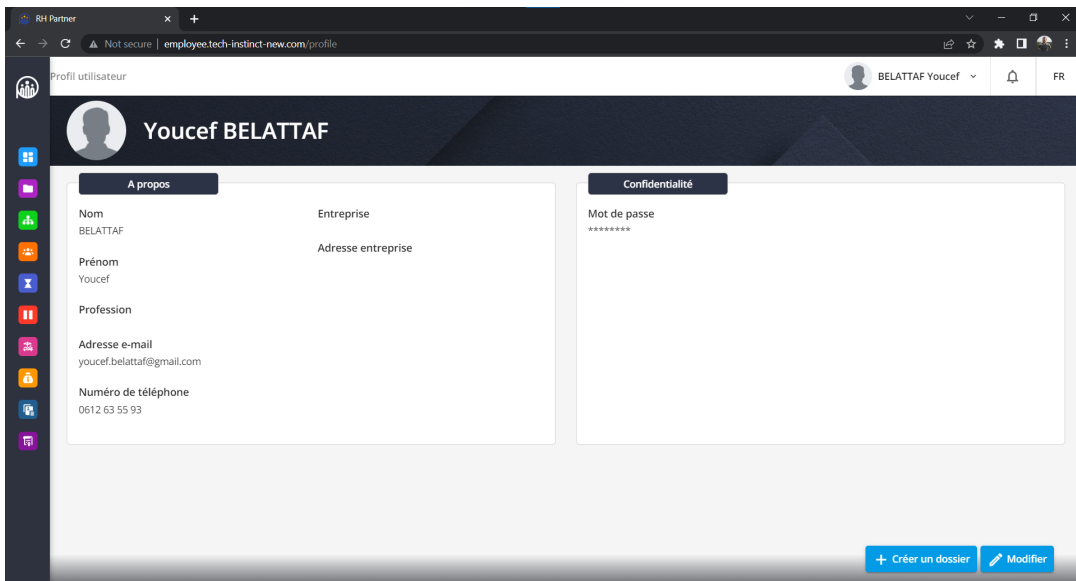 RH Partner
Not secure | employee.tech-instinct-new.com/profile
Profil utilisateur
BELATTAF Youcef
FR
Youcef BELATTAF
A propos
Nom
BELATTAF
Prénom
Youcef
Profession
Adresse e-mail
youcef.belattaf@gmail.com
Numéro de téléphone
0612 63 55 93
Entreprise
Adresse entreprise
Confidentialité
Mot de passe
********
+ Créer un dossier
Modifier